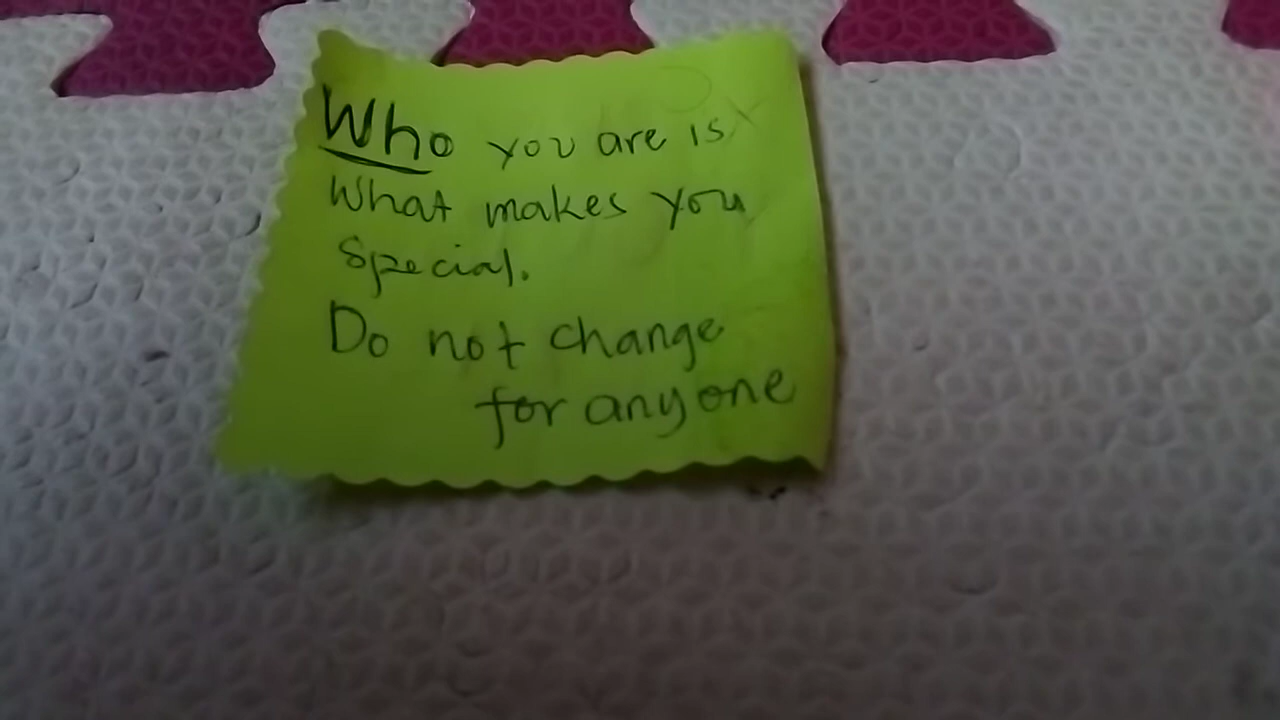 Who you are is
What makes you
Special.
Do not change
for anyone